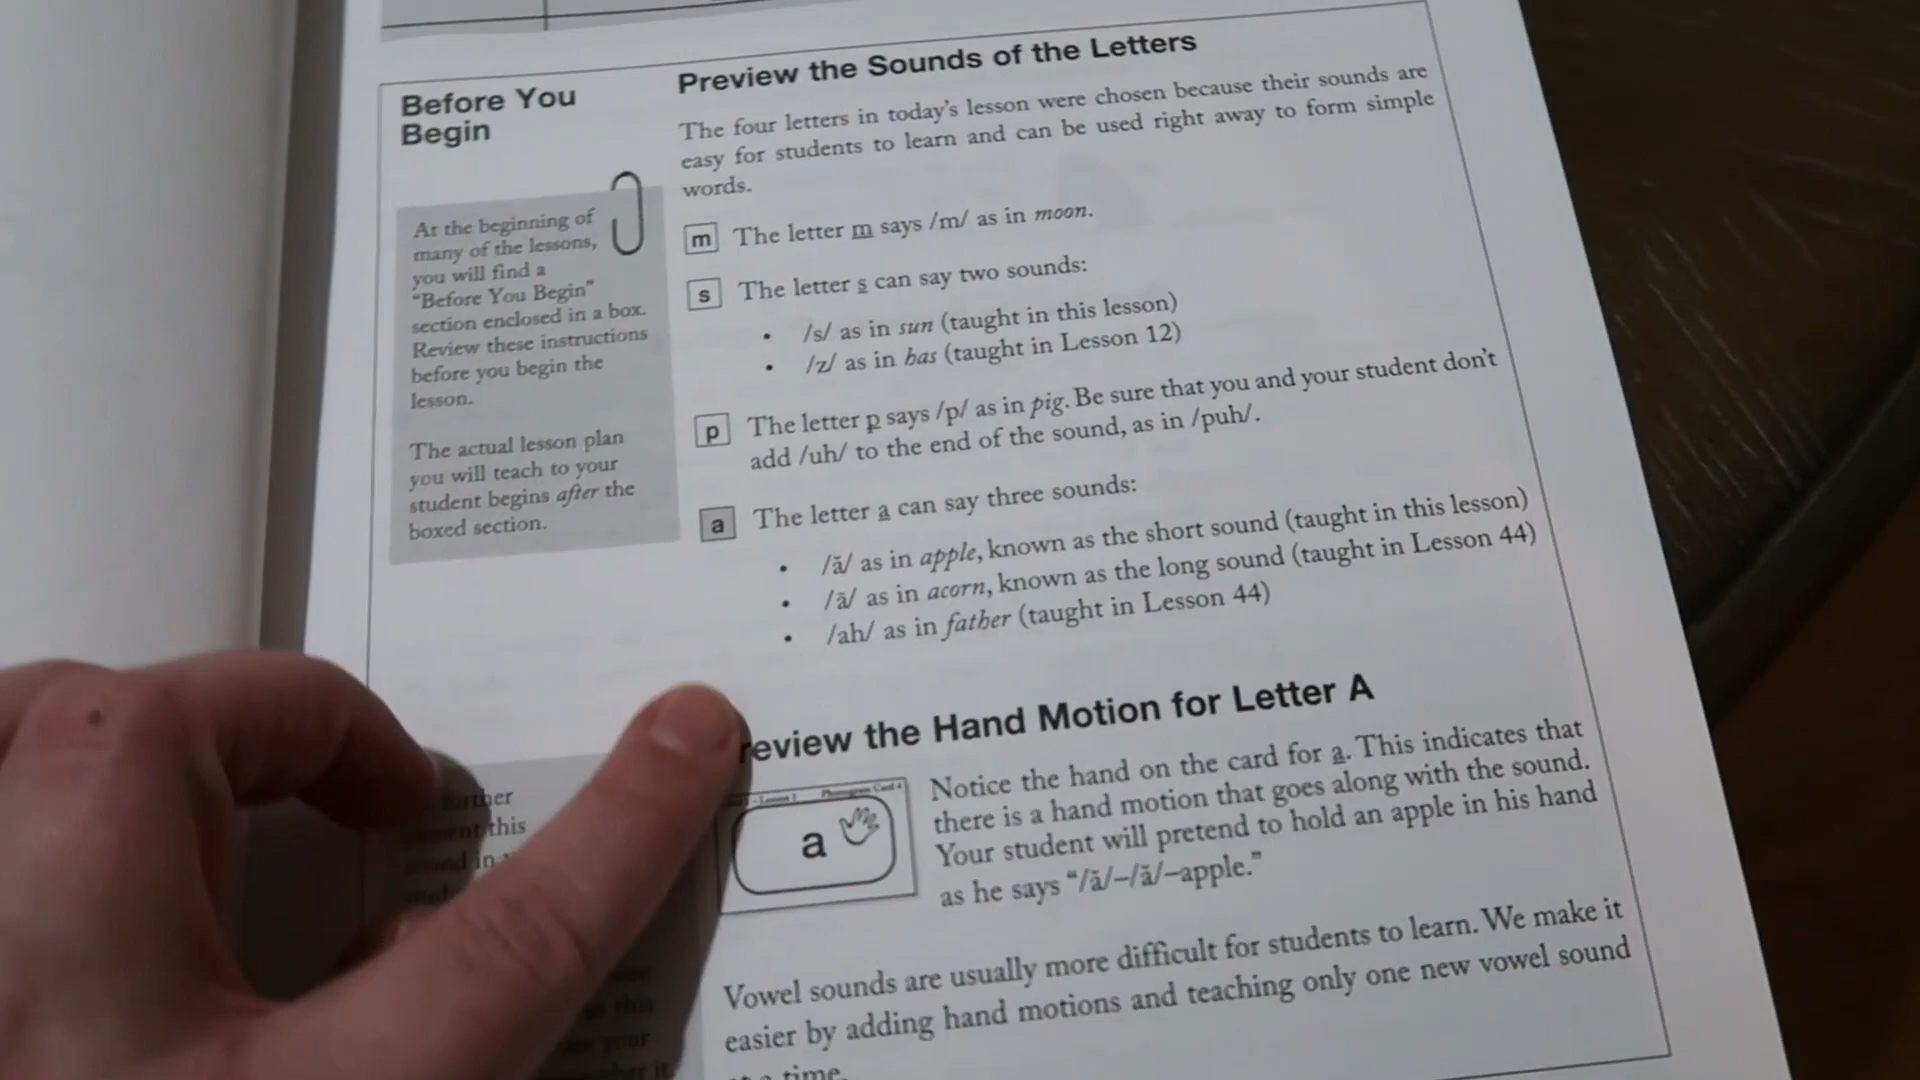 Before You
Begin
At the beginning of
many of the lessons,
you will find a
“Before You Begin”
section enclosed in a box.
Review these instructions
before you begin the
lesson.
The actual lesson plan
you will teach to your
student begins after the
boxed section.
Preview the Sounds of the Letters
The four letters in today’s lesson were chosen because their sounds are
easy for students to learn and can be used right away to form simple
words.
m The letter m says /m/ as in moon.
s The letter s can say two sounds:
• /s/ as in sun (taught in this lesson)
• /z/ as in has (taught in Lesson 12)
p The letter p says /p/ as in pig. Be sure that you and your student don’t
add /uh/ to the end of the sound, as in /puh/.
a The letter a can say three sounds:
• /ă/ as in apple, known as the short sound (taught in this lesson)
• /ā/ as in acorn, known as the long sound (taught in Lesson 44)
• /ah/ as in father (taught in Lesson 44)
review the Hand Motion for Letter A
a
Notice the hand on the card for a. This indicates that
there is a hand motion that goes along with the sound.
Your student will pretend to hold an apple in his hand
as he says “/ă/–/ă/–apple.”
Vowel sounds are usually more difficult for students to learn. We make it
easier by adding hand motions and teaching only one new vowel sound
time.
this